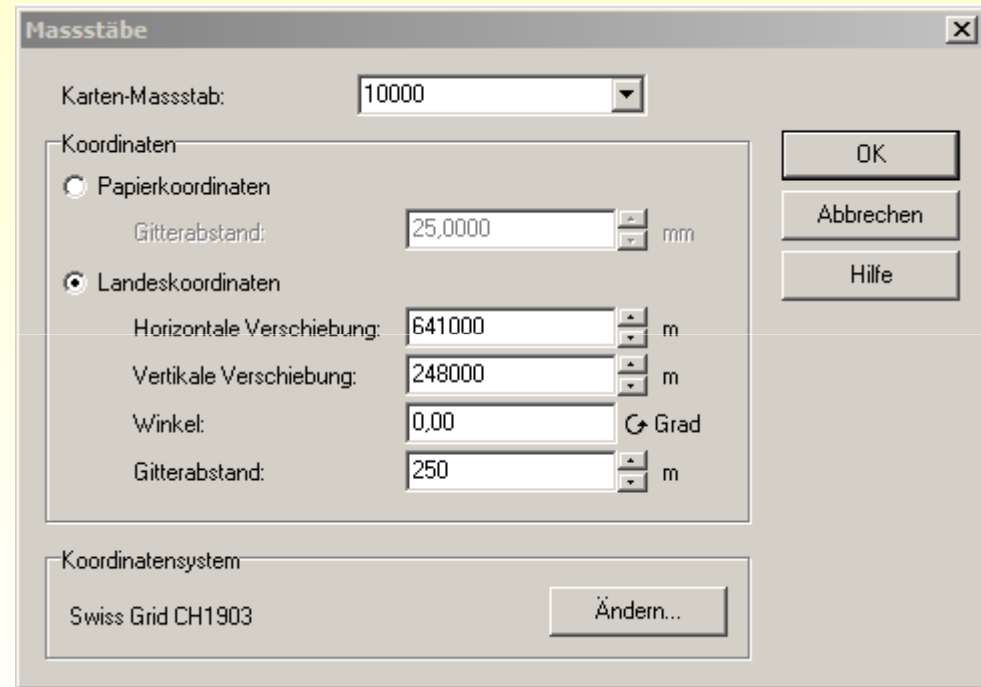 Massstäbe
Karten-Massstab: 10000
Koordinaten
Papierkoordinaten
Gitterabstand: 25,0000 mm
Landeskoordinaten
Horizontale Verschiebung: 641000 m
Vertikale Verschiebung: 248000 m
Winkel: 0,00 Grad
Gitterabstand: 250 m
Koordinatensystem
Swiss Grid CH1903
Ändern...
OK
Abbrechen
Hilfe